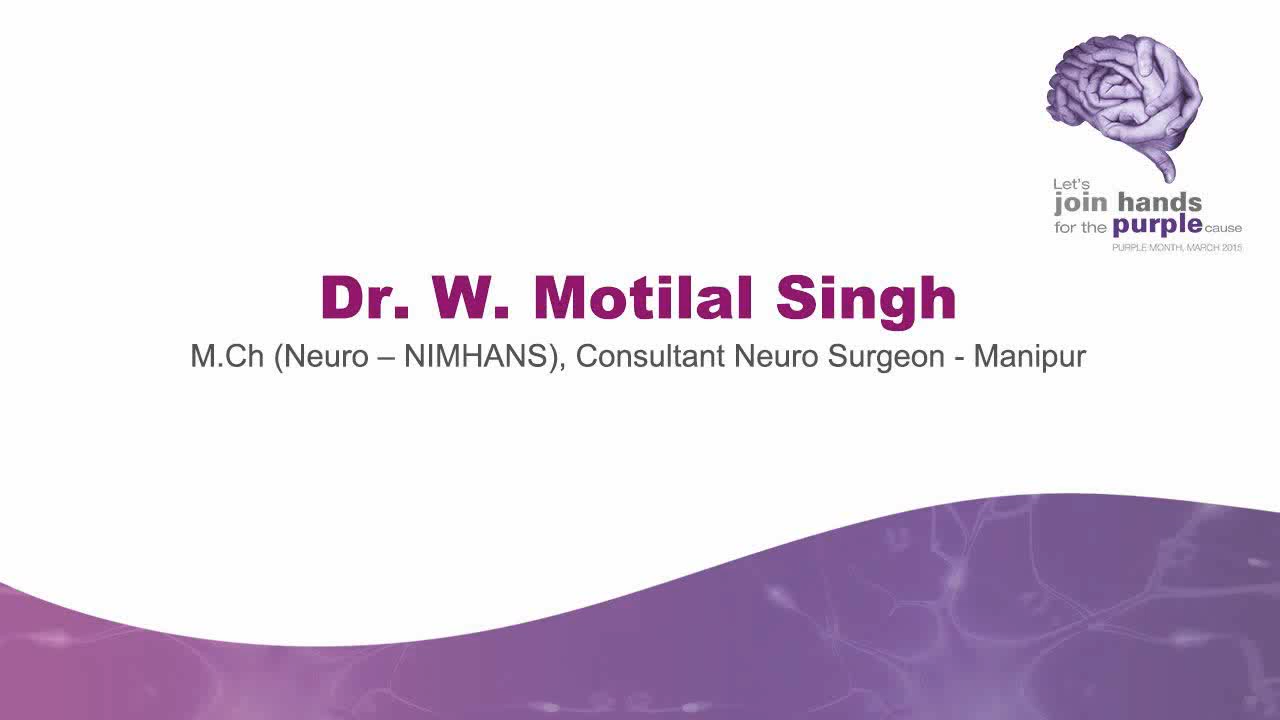 Let's
join hands
for the purple cause
PURPLE MONTH, MARCH 2015
Dr. W. Motilal Singh
M.Ch (Neuro – NIMHANS), Consultant Neuro Surgeon - Manipur